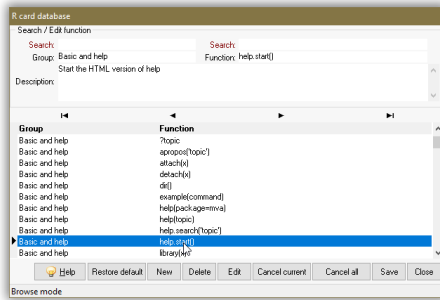 R card database
Search / Edit function
Search: Search:
Group: Basic and help Function: help.start()
Description: Start the HTML version of help
Group Function
Basic and help ?topic
Basic and help apropos('topic')
Basic and help attach(x)
Basic and help detach(x)
Basic and help dir()
Basic and help example(command)
Basic and help help(package=mva)
Basic and help help(topic)
Basic and help help.search('topic')
Basic and help help.start()
Basic and help library(x)
Help Restore default New Delete Edit Cancel current Cancel all Save Close
Browse mode